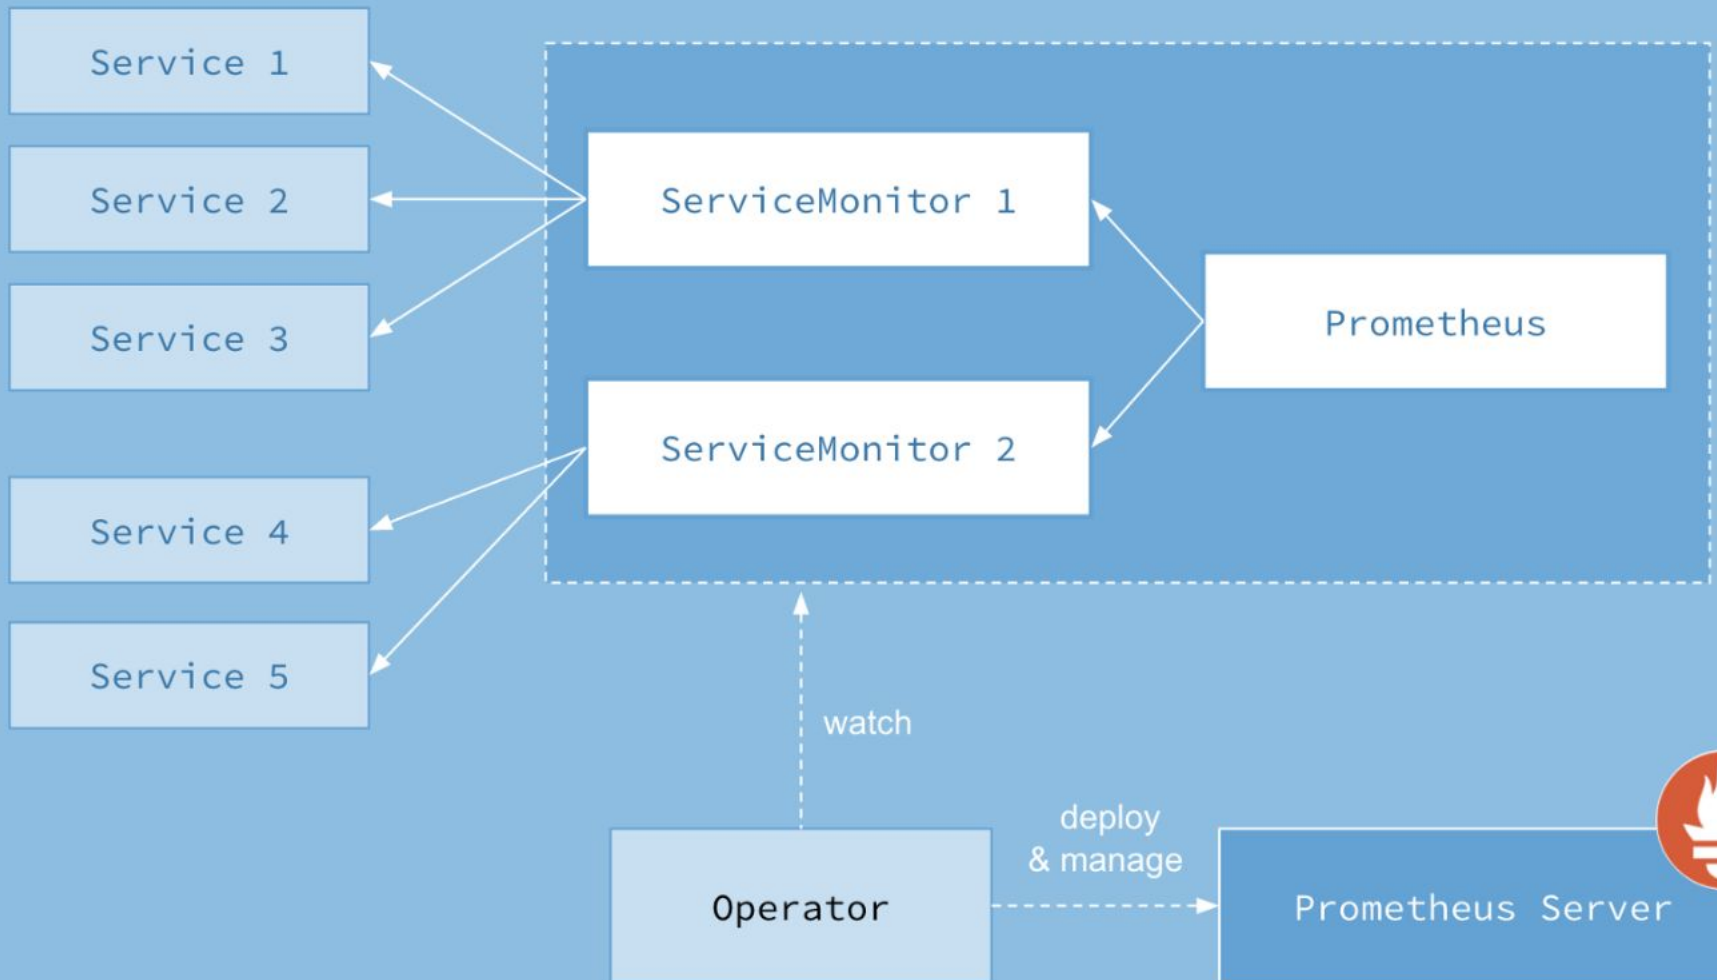 Service 1
Service 2
Service 3
Service 4
Service 5
ServiceMonitor 1
ServiceMonitor 2
Prometheus
watch
deploy
& manage
Operator
Prometheus Server